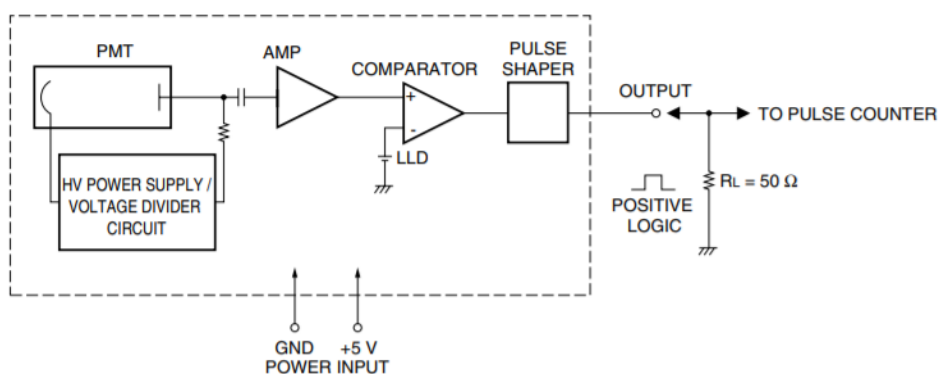 PMT
AMP
COMPARATOR
PULSE
SHAPER
OUTPUT
TO PULSE COUNTER
+
-
LLD
HV POWER SUPPLY /
VOLTAGE DIVIDER
CIRCUIT
POSITIVE
LOGIC
RL = 50 Ω
GND
POWER
+5 V
INPUT